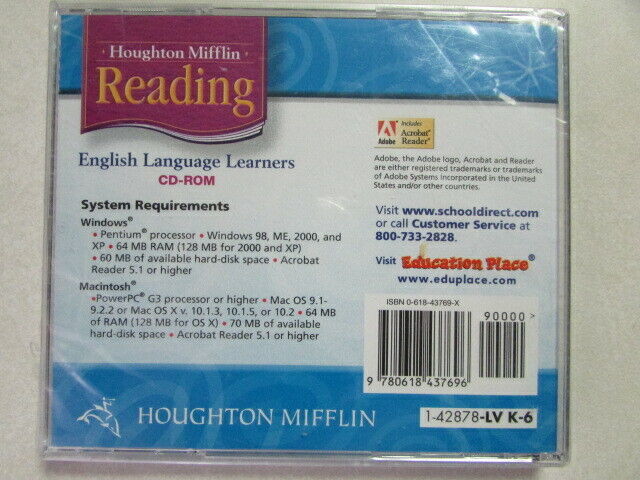 Houghton Mifflin
Reading
English Language Learners
CD-ROM
System Requirements
Windows®
• Pentium® processor • Windows 98, ME, 2000, and
XP • 64 MB RAM (128 MB for 2000 and XP)
• 60 MB of available hard-disk space • Acrobat
Reader 5.1 or higher
Macintosh®
•PowerPC® G3 processor or higher • Mac OS 9.1-
9.2.2 or Mac OS X v. 10.1.3, 10.1.5, or 10.2 • 64 MB
of RAM (128 MB for OS X) • 70 MB of available
hard-disk space • Acrobat Reader 5.1 or higher
Adobe
Includes
Acrobat®
Reader®
Adobe, the Adobe logo, Acrobat and Reader
are either registered trademarks or trademarks
of Adobe Systems Incorporated in the United
States and/or other countries.
Visit www.schooldirect.com
or call Customer Service at
800-733-2828.
Visit Education Place®
www.eduplace.com
ISBN 0-618-43769-X
90000 >
9 780618 437696
HOUGHTON MIFFLIN
1-42878-LV K-6